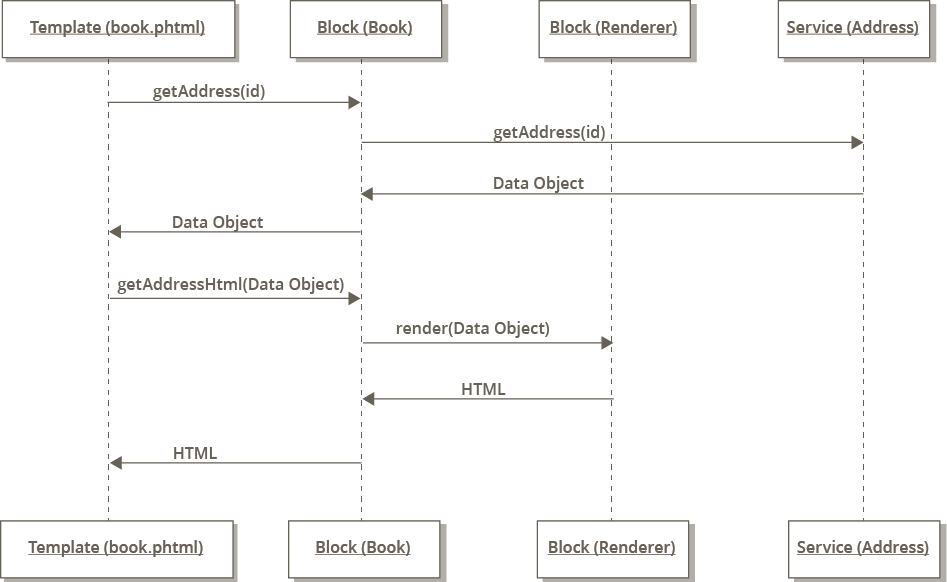 Template (book.phtml)
Block (Book)
Block (Renderer)
Service (Address)
getAddress(id)
getAddress(id)
Data Object
Data Object
getAddressHtml(Data Object)
render(Data Object)
HTML
HTML
Template (book.phtml)
Block (Book)
Block (Renderer)
Service (Address)